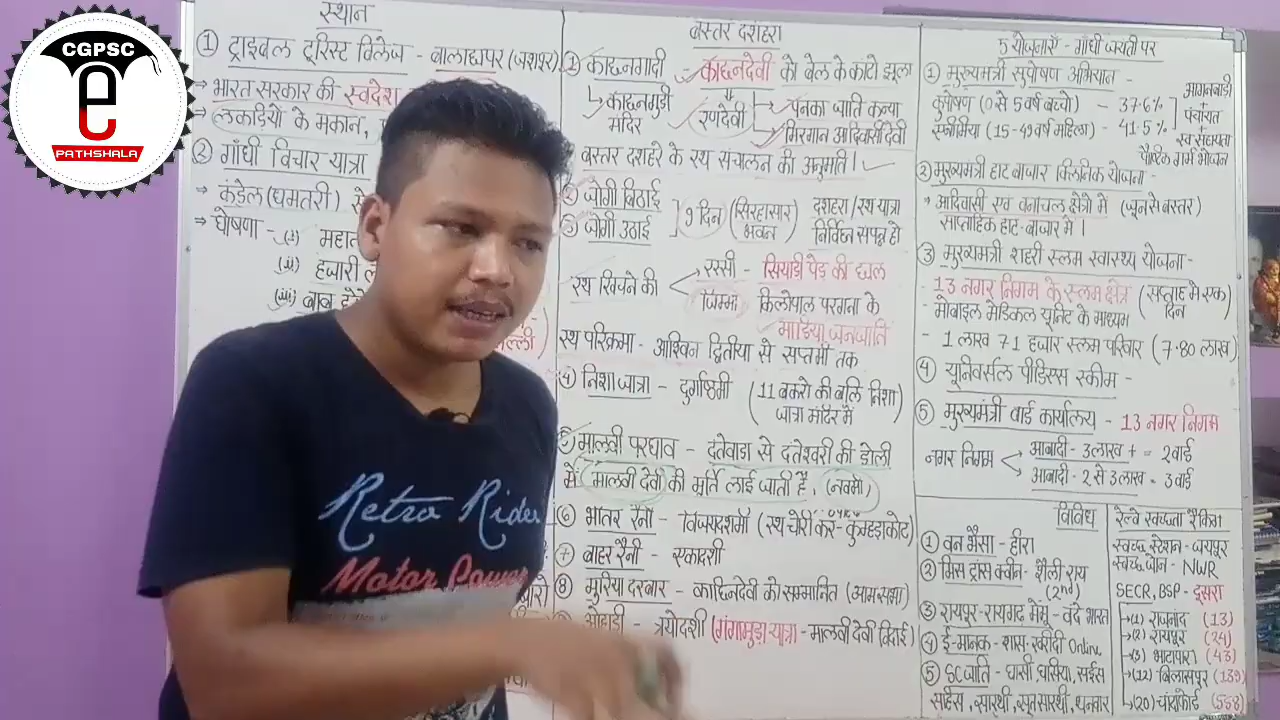 CGPSC
e
PATHSHALA
स्थान
① ट्राइबल टूरिस्ट विलेज - बालाछापर (जशपुर)
→ भारत सरकार की स्वदेश
→ लकडियों के मकान,
② गाँधी विचार यात्रा
→ कंडेल (धमतरी) से
→ घोषणा - (i)
(ii) हजारी
(iii) बाबू
बस्तर दशहरा
① काछनगादी
काछनदेवी को बेल के काटो झूला
↳ काछनगुड़ी मंदिर
रणदेवी
→ पनका जाति कन्या
→ मिरगान आदिवासी देवी
बस्तर दशहरे के रथ संचालन की अनुमति।
② जोगी बिठाई
③ जोगी उठाई
9 दिन (सिरहासार भवन)
दशहरा / रथ यात्रा निर्विघ्न संपन्न हो
रथ खिचने की
रस्सी - सियाडी पेड की छाल
जिम्मा किलोपाल परगना के
माडिया जनजाति
रथ परिक्रमा - आश्विन द्वितीया से सप्तमी तक
④ निशाजात्रा - दुर्गाष्टमी (11 बकरो की बलि निशा जात्रा मंदिर में)
⑤ मालवी परघाव - दंतेवाडा से दंतेश्वरी की डोली
में मालवी देवी की मूर्ति लाई जाती है. (नवमी)
⑥ भीतर रैनी - विजयदशमी (रथ चोरी कर - कुम्हड़ाकोट)
⑦ बाहर रैनी - एकादशी
⑧ मुरिया दरबार - काछिनदेवी को सम्मानित (आमसभा)
ओहाड़ी - त्रयोदशी (गंगामुड़ा यात्रा - मालवी देवी विदाई)
5 योजनाएँ - गाँधी जयंती पर
① मुख्यमंत्री सुपोषण अभियान -
कुपोषण (0 से 5 वर्ष बच्चो) - 37.6%
एनीमिया (15-49 वर्ष महिला) - 41.5%
आंगनबाडी
पंचायत
स्व सहायता
पौष्टिक गर्म भोजन
② मुख्यमंत्री हाट बाजार क्लिनिक योजना -
• आदिवासी एवं वनांचल क्षेत्रो में (जून से बस्तर)
साप्ताहिक हाट-बाजार में।
③ मुख्यमंत्री शहरी स्लम स्वास्थ्य योजना -
- 13 नगर निगम के स्लम क्षेत्र (सप्ताह में एक दिन)
- मोबाइल मेडिकल यूनिट के माध्यम
- 1 लाख 71 हजार स्लम परिवार (7.80 लाख)
④ यूनिवर्सल पीडिएस स्कीम -
⑤ मुख्यमंत्री वार्ड कार्यालय - 13 नगर निगम
नगर निगम
आबादी - 3 लाख + = 2 वार्ड
आबादी - 2 से 3 लाख = 3 वार्ड
विविध
① वन भैंसा - हीरा
② मिस ट्रांस क्वीन - शैली राय
(2nd)
③ रायपुर-रायगढ मेमू - वंदे भारत
④ ई-मानक - शास. खरीदी Online
⑤ SC जाति - घासी, घसिया, सईस
सहिस, सारथी, सूत सारथी, थनवार
रेल्वे स्वच्छता रैंकिंग
स्वच्छ स्टेशन - जयपुर
स्वच्छ जोन - NWR
SECR, BSP - दूसरा
→ (1) राजनांद (13)
→ (2) रायपुर (24)
→ (3) भाटापारा (43)
→ (12) बिलासपुर (139)
→ (20)
Retro Rider
Motor Power